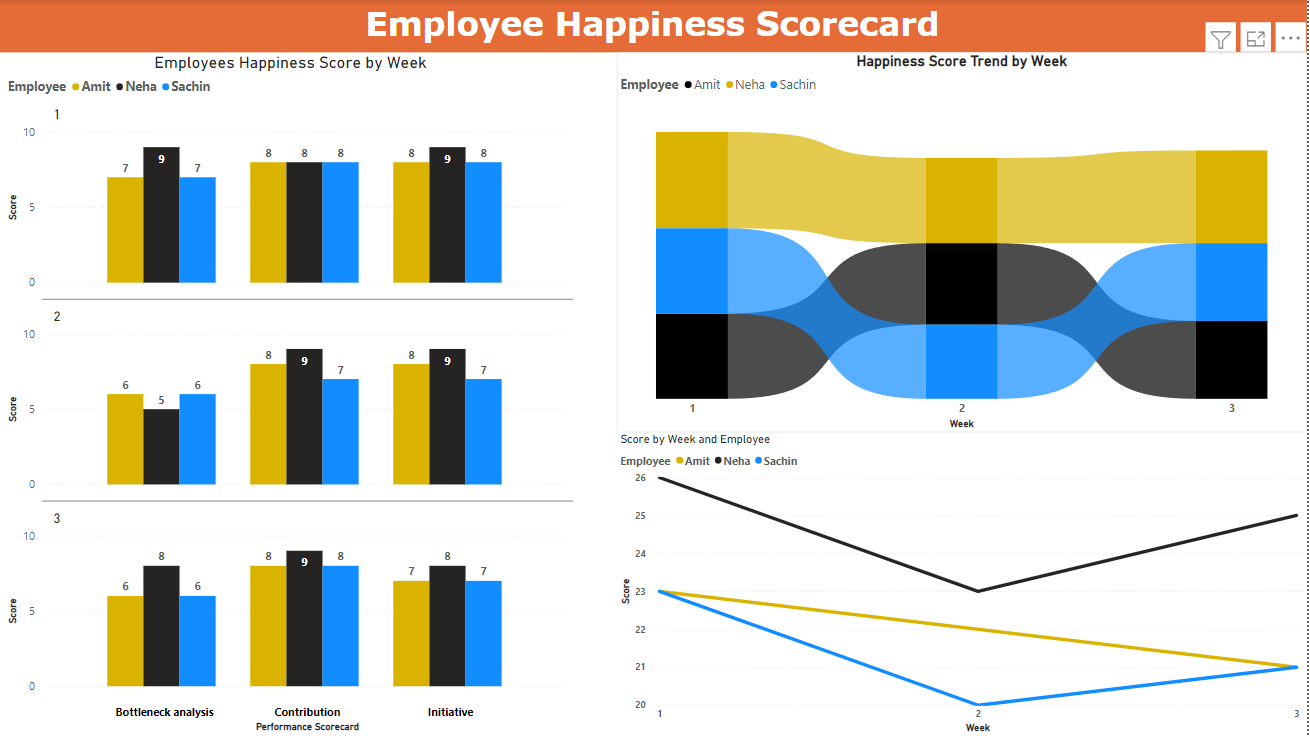 Employee Happiness Scorecard
Employees Happiness Score by Week
Employee Amit Neha Sachin
1
10
5
0
Score
7 9 7
8 8 8
8 9 8
2
10
5
0
Score
6 5 6
8 9 7
8 9 7
3
10
5
0
Score
6 8 6
8 9 8
7 8 7
Bottleneck analysis Contribution Initiative
Performance Scorecard
Happiness Score Trend by Week
Employee Amit Neha Sachin
1 2 3
Week
Score by Week and Employee
Employee Amit Neha Sachin
26
25
24
23
22
21
20
Score
1 2 3
Week